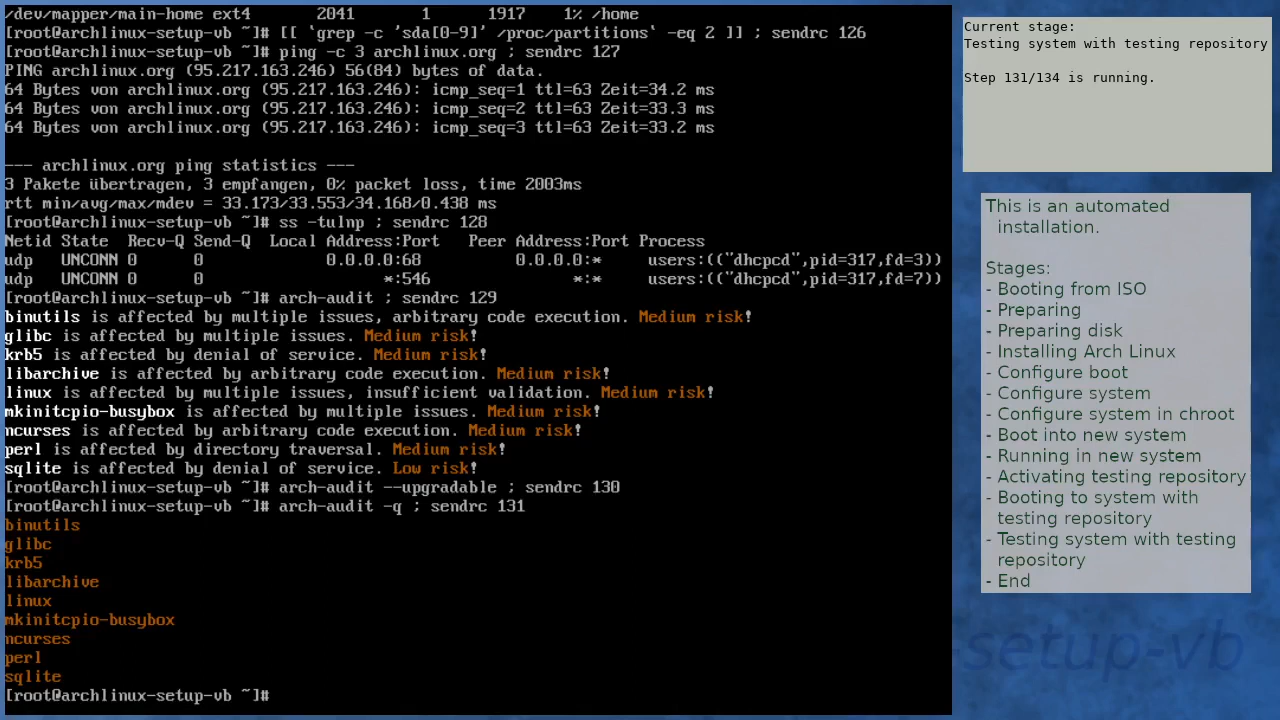 /dev/mapper/main-home ext4       2041       1      1917    1% /home
[root@archlinux-setup-vb ~]# [[ `grep -c 'sda[0-9]' /proc/partitions` -eq 2 ]] ; sendrc 126
[root@archlinux-setup-vb ~]# ping -c 3 archlinux.org ; sendrc 127
PING archlinux.org (95.217.163.246) 56(84) bytes of data.
64 Bytes von archlinux.org (95.217.163.246): icmp_seq=1 ttl=63 Zeit=34.2 ms
64 Bytes von archlinux.org (95.217.163.246): icmp_seq=2 ttl=63 Zeit=33.3 ms
64 Bytes von archlinux.org (95.217.163.246): icmp_seq=3 ttl=63 Zeit=33.2 ms
--- archlinux.org ping statistics ---
3 Pakete übertragen, 3 empfangen, 0% packet loss, time 2003ms
rtt min/avg/max/mdev = 33.173/33.553/34.168/0.438 ms
[root@archlinux-setup-vb ~]# ss -tulnp ; sendrc 128
Netid State  Recv-Q Send-Q  Local Address:Port   Peer Address:Port Process
udp   UNCONN 0      0             0.0.0.0:68          0.0.0.0:*     users:(("dhcpcd",pid=317,fd=3))
udp   UNCONN 0      0                   *:546               *:*     users:(("dhcpcd",pid=317,fd=7))
[root@archlinux-setup-vb ~]# arch-audit ; sendrc 129
binutils is affected by multiple issues, arbitrary code execution. Medium risk!
glibc is affected by multiple issues. Medium risk!
krb5 is affected by denial of service. Medium risk!
libarchive is affected by arbitrary code execution. Medium risk!
linux is affected by multiple issues, insufficient validation. Medium risk!
mkinitcpio-busybox is affected by multiple issues. Medium risk!
ncurses is affected by arbitrary code execution. Medium risk!
perl is affected by directory traversal. Medium risk!
sqlite is affected by denial of service. Low risk!
[root@archlinux-setup-vb ~]# arch-audit --upgradable ; sendrc 130
[root@archlinux-setup-vb ~]# arch-audit -q ; sendrc 131
binutils
glibc
krb5
libarchive
linux
mkinitcpio-busybox
ncurses
perl
sqlite
[root@archlinux-setup-vb ~]#
Current stage:
Testing system with testing repository
Step 131/134 is running.
This is an automated
installation.
Stages:
- Booting from ISO
- Preparing
- Preparing disk
- Installing Arch Linux
- Configure boot
- Configure system
- Configure system in chroot
- Boot into new system
- Running in new system
- Activating testing repository
- Booting to system with
testing repository
- Testing system with testing
repository
- End
-setup-vb